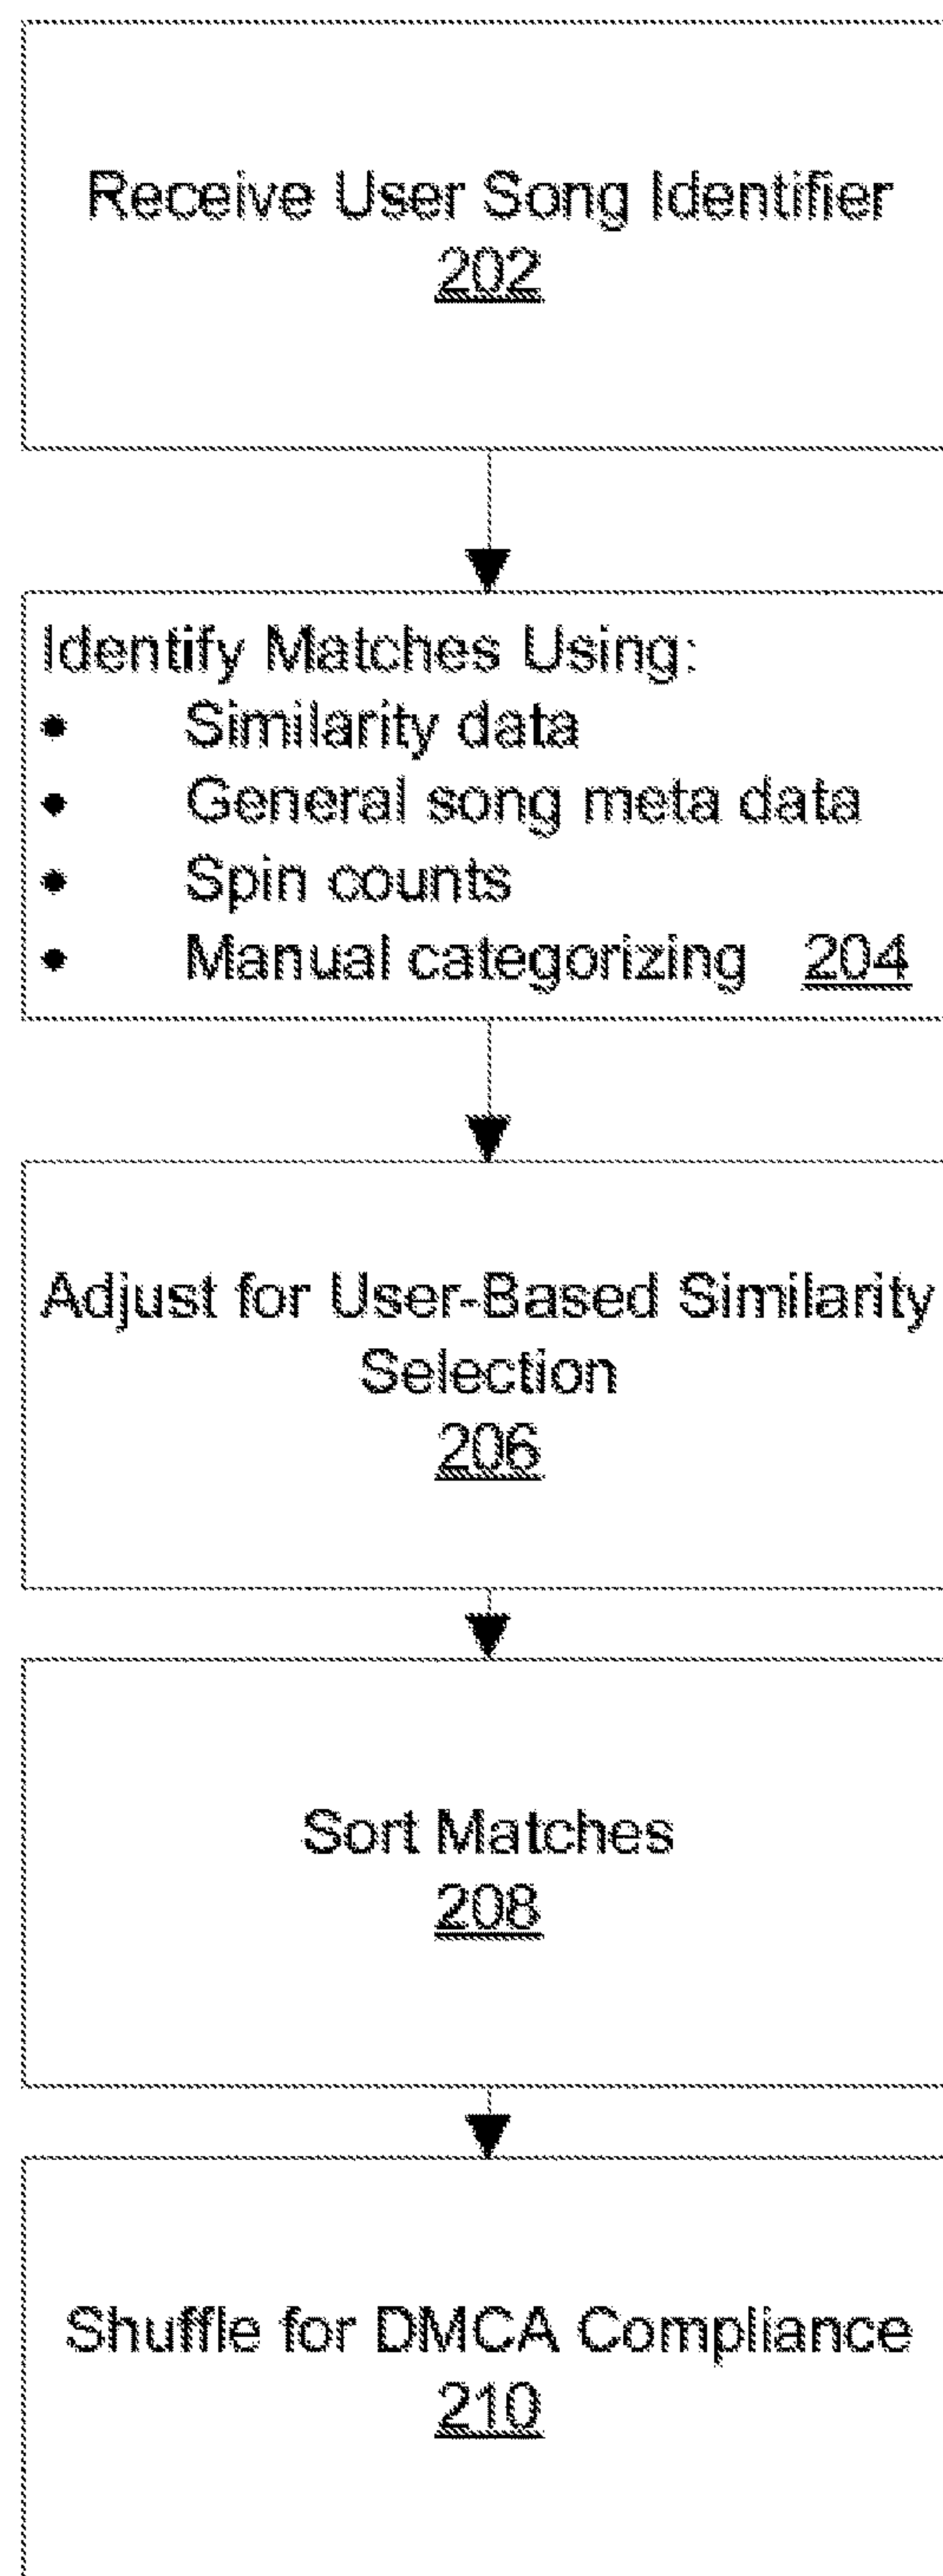 Receive User Song Identifier
202
Identify Matches Using:
• Similarity data
• General song meta data
• Spin counts
• Manual categorizing 204
Adjust for User-Based Similarity
Selection
206
Sort Matches
208
Shuffle for DMCA Compliance
210